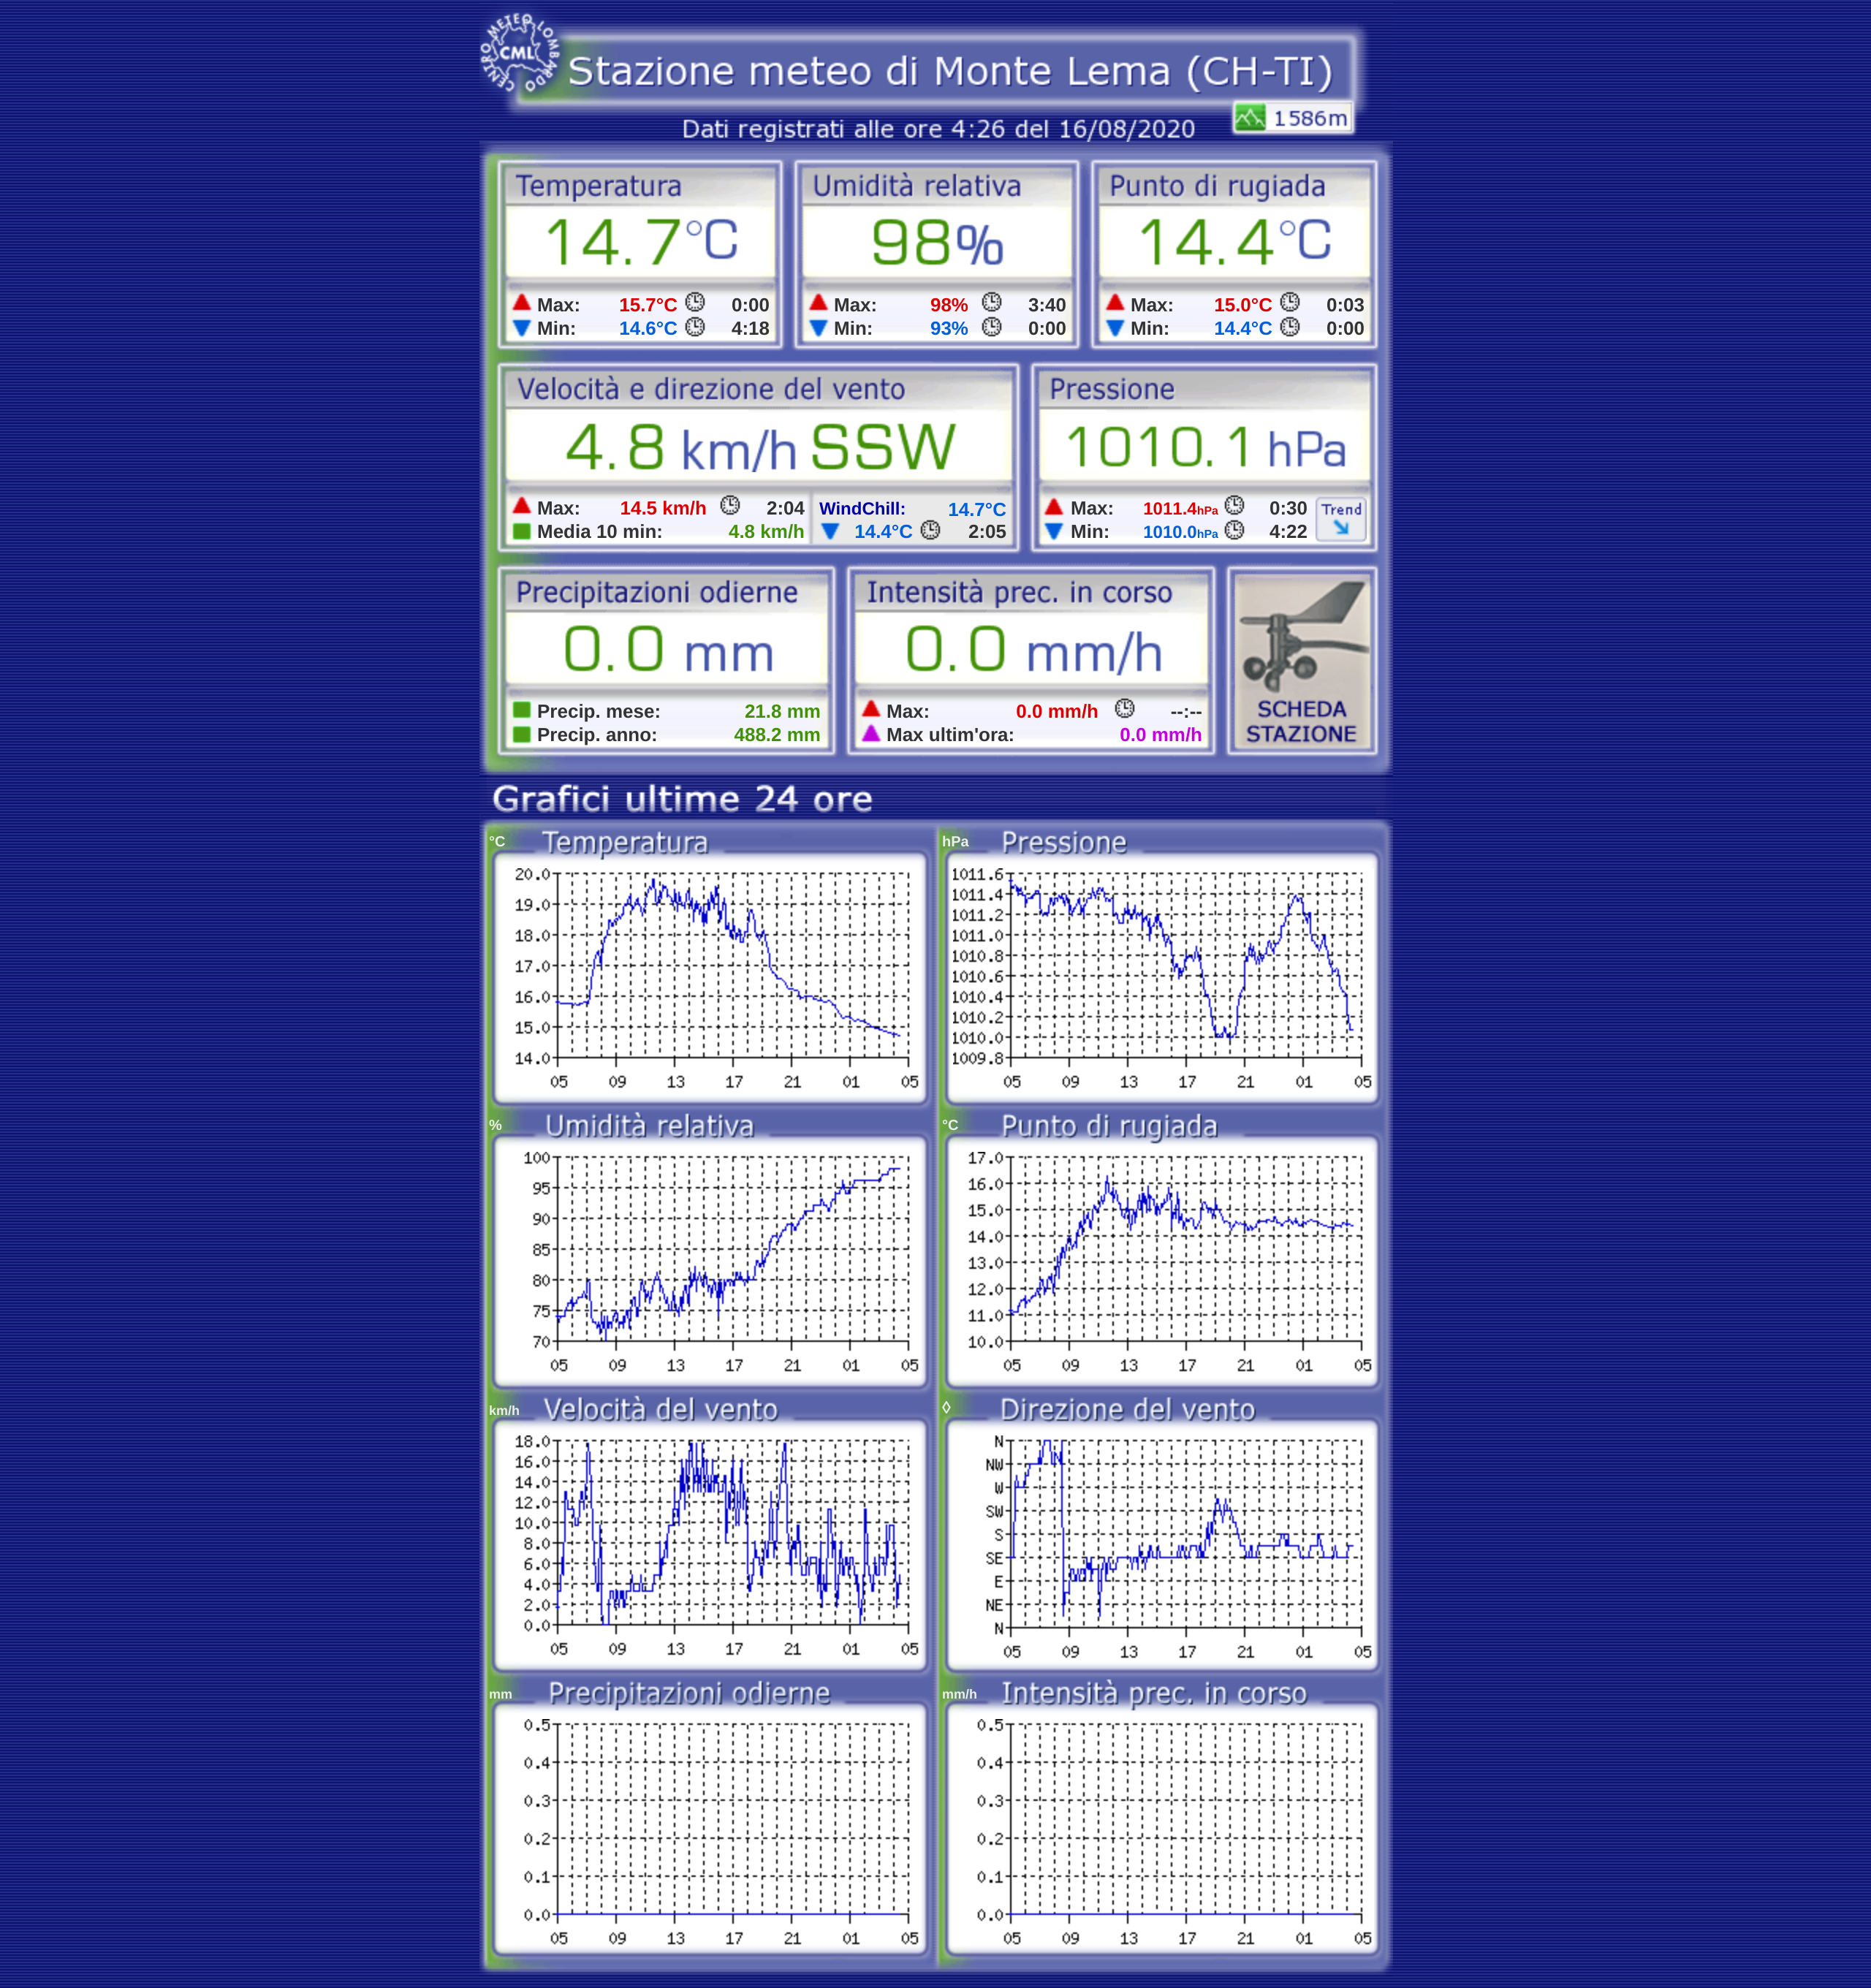 CENTRO METEO LOMBARDO
CML
Stazione meteo di Monte Lema (CH-TI)
1586m
Dati registrati alle ore 4:26 del 16/08/2020
Temperatura
14.7°C
Max: 15.7°C 0:00
Min: 14.6°C 4:18
Umidità relativa
98%
Max: 98% 3:40
Min: 93% 0:00
Punto di rugiada
14.4°C
Max: 15.0°C 0:03
Min: 14.4°C 0:00
Velocità e direzione del vento
4.8 km/h SSW
Max: 14.5 km/h 2:04
Media 10 min: 4.8 km/h
WindChill: 14.7°C
14.4°C 2:05
Pressione
1010.1 hPa
Max: 1011.4hPa 0:30
Min: 1010.0hPa 4:22
Trend
Precipitazioni odierne
0.0 mm
Precip. mese: 21.8 mm
Precip. anno: 488.2 mm
Intensità prec. in corso
0.0 mm/h
Max: 0.0 mm/h --:--
Max ultim'ora: 0.0 mm/h
SCHEDA
STAZIONE
Grafici ultime 24 ore
°C Temperatura
20.0
19.0
18.0
17.0
16.0
15.0
14.0
05 09 13 17 21 01 05
hPa Pressione
1011.6
1011.4
1011.2
1011.0
1010.8
1010.6
1010.4
1010.2
1010.0
1009.8
05 09 13 17 21 01 05
% Umidità relativa
100
95
90
85
80
75
70
05 09 13 17 21 01 05
°C Punto di rugiada
17.0
16.0
15.0
14.0
13.0
12.0
11.0
10.0
05 09 13 17 21 01 05
km/h Velocità del vento
18.0
16.0
14.0
12.0
10.0
8.0
6.0
4.0
2.0
0.0
05 09 13 17 21 01 05
◊ Direzione del vento
N
NW
W
SW
S
SE
E
NE
N
05 09 13 17 21 01 05
mm Precipitazioni odierne
0.5
0.4
0.3
0.2
0.1
0.0
05 09 13 17 21 01 05
mm/h Intensità prec. in corso
0.5
0.4
0.3
0.2
0.1
0.0
05 09 13 17 21 01 05